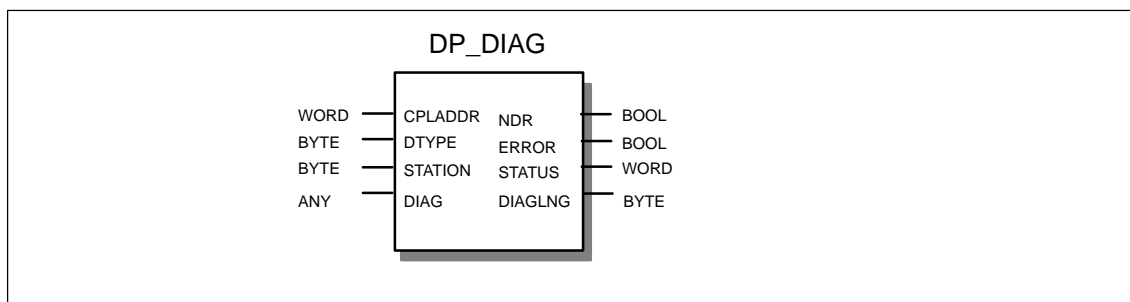 DP_DIAG
WORD CPLADDR NDR BOOL
BYTE DTYPE ERROR BOOL
BYTE STATION STATUS WORD
ANY DIAG DIAGLNG BYTE